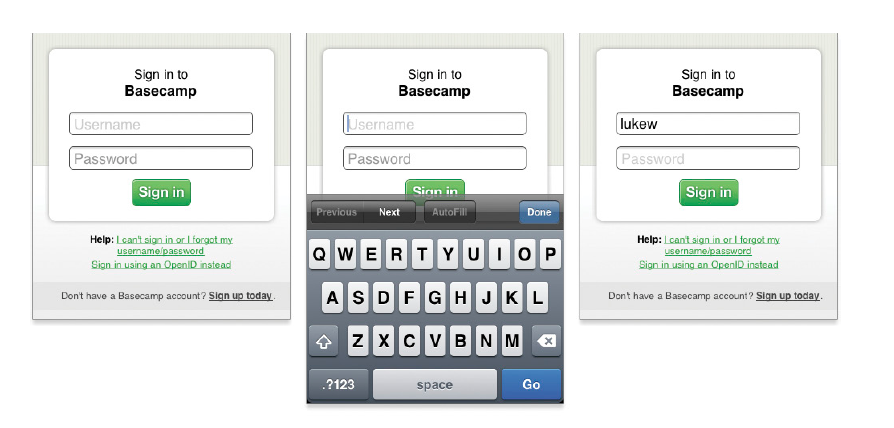 Sign in to
Basecamp
Username
Password
Sign in
Help: I can't sign in or I forgot my
username/password
Sign in using an OpenID instead
Don't have a Basecamp account? Sign up today.
Sign in to
Basecamp
Username
Password
Sign in
Previous Next AutoFill Done
Q W E R T Y U I O P
A S D F G H J K L
Z X C V B N M
.?123 space Go
Sign in to
Basecamp
lukew
Password
Sign in
Help: I can't sign in or I forgot my
username/password
Sign in using an OpenID instead
Don't have a Basecamp account? Sign up today.